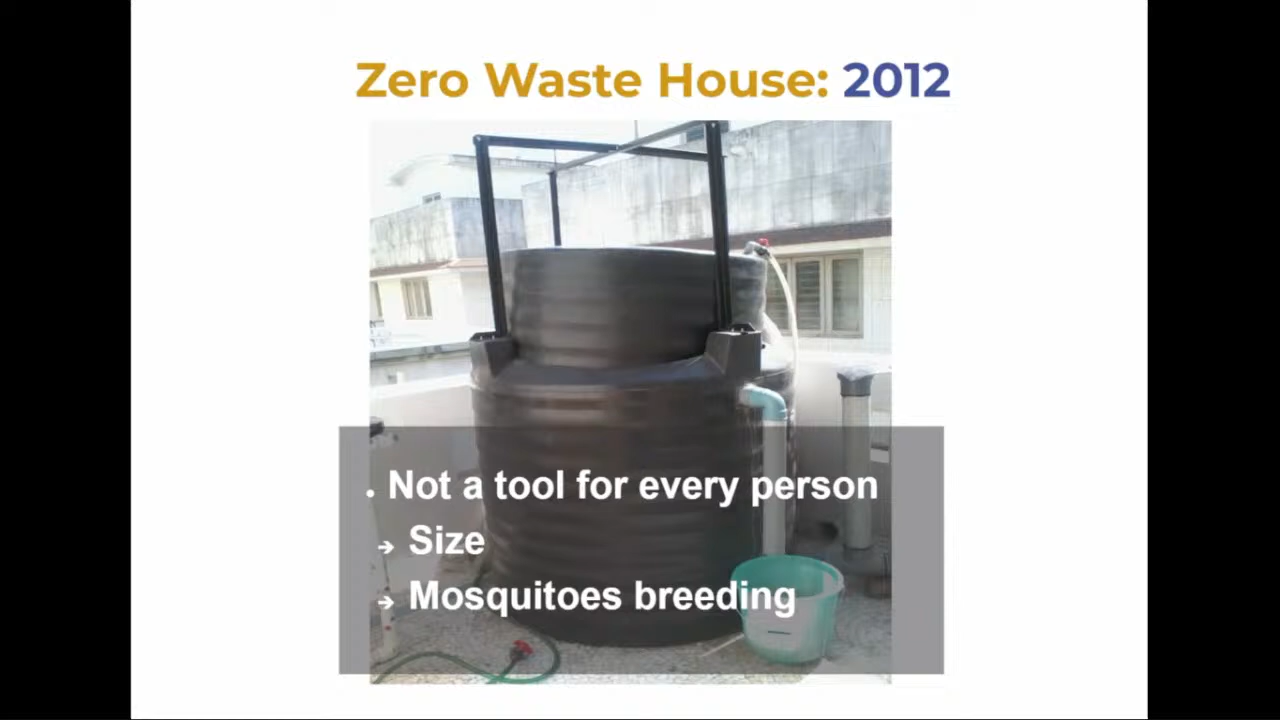 Zero Waste House: 2012
• Not a tool for every person
→ Size
→ Mosquitoes breeding